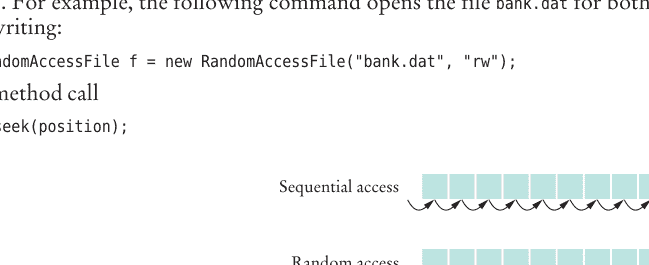 . For example, the following command opens the file bank.dat for both
writing:
ndomAccessFile f = new RandomAccessFile("bank.dat", "rw");
method call
seek(position);
Sequential access
Random access